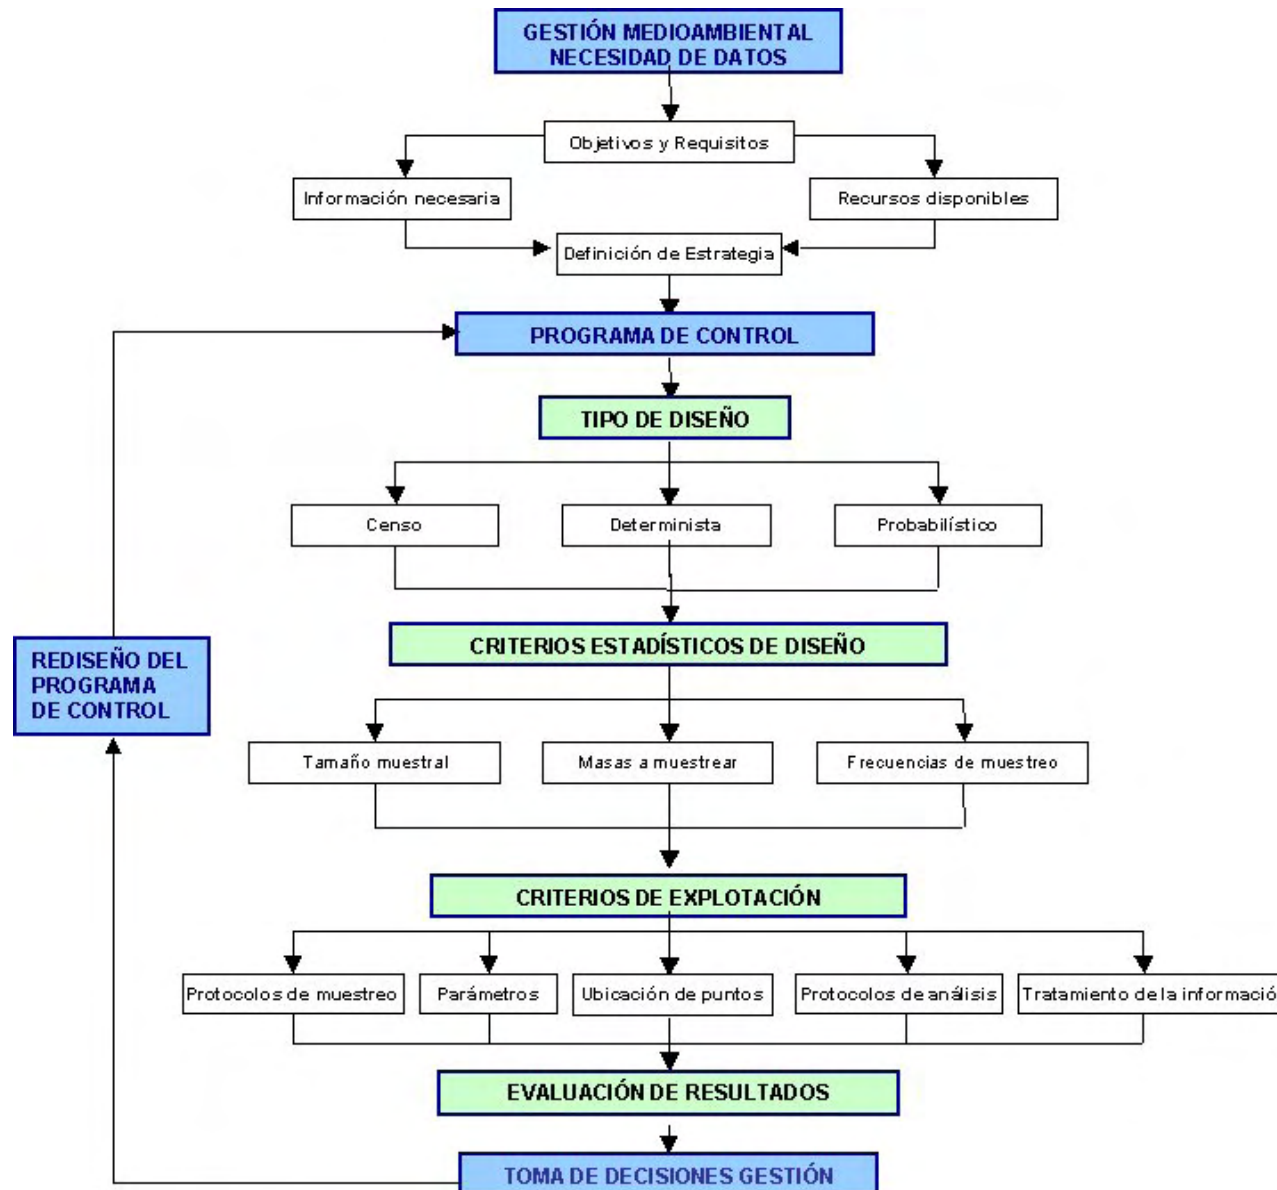 GESTIÓN MEDIOAMBIENTAL
NECESIDAD DE DATOS
Objetivos y Requisitos
Información necesaria
Recursos disponibles
Definición de Estrategia
PROGRAMA DE CONTROL
TIPO DE DISEÑO
Censo
Determinista
Probabilístico
CRITERIOS ESTADÍSTICOS DE DISEÑO
REDISEÑO DEL
PROGRAMA
DE CONTROL
Tamaño muestral
Masas a muestrear
Frecuencias de muestreo
CRITERIOS DE EXPLOTACIÓN
Protocolos de muestreo
Parámetros
Ubicación de puntos
Protocolos de análisis
Tratamiento de la informació
EVALUACIÓN DE RESULTADOS
TOMA DE DECISIONES GESTIÓN